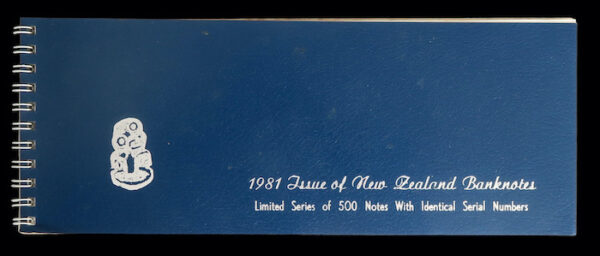 1981 Issue of New Zealand Banknotes
Limited Series of 500 Notes With Identical Serial Numbers